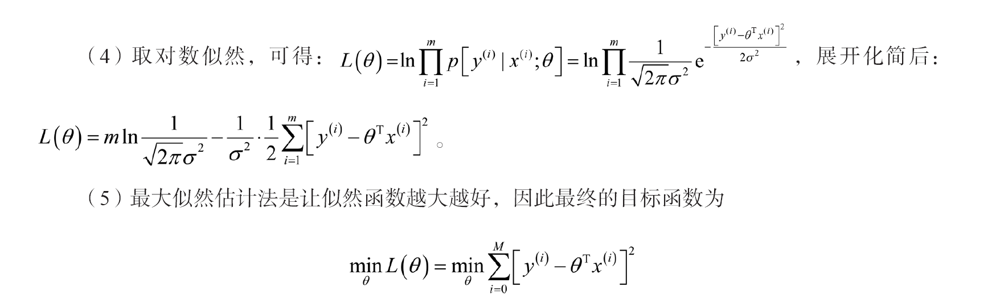 （4）取对数似然，可得：$L(\theta)=\ln\prod_{i=1}^{m}p\left[y^{(i)}|x^{(i)};\theta\right]=\ln\prod_{i=1}^{m}\frac{1}{\sqrt{2\pi}\sigma^{2}}\mathrm{e}^{-\frac{\left[y^{(i)}-\theta^{\mathrm{T}}x^{(i)}\right]^{2}}{2\sigma^{2}}}$，展开化简后：
$L(\theta)=m\ln\frac{1}{\sqrt{2\pi}\sigma^{2}}-\frac{1}{\sigma^{2}}\cdot\frac{1}{2}\sum_{i=1}^{m}\left[y^{(i)}-\theta^{\mathrm{T}}x^{(i)}\right]^{2}$。
（5）最大似然估计法是让似然函数越大越好，因此最终的目标函数为
$\min_{\theta}L(\theta)=\min_{\theta}\sum_{i=0}^{M}\left[y^{(i)}-\theta^{\mathrm{T}}x^{(i)}\right]^{2}$